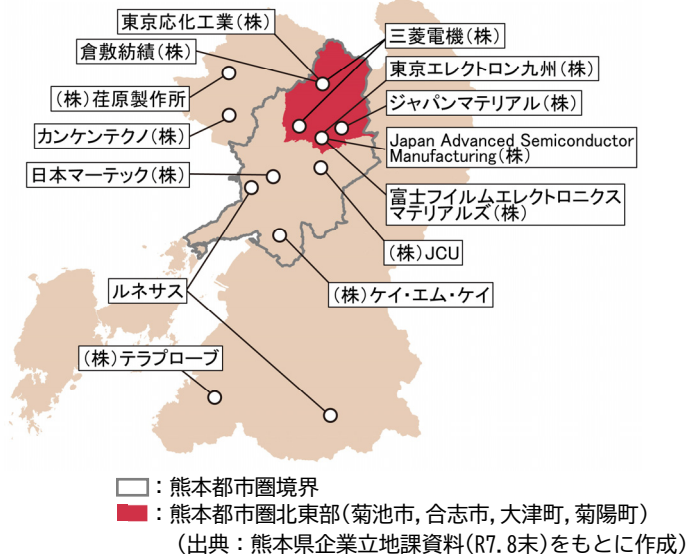 東京応化工業(株)
倉敷紡績(株)
(株)荏原製作所
カンケンテクノ(株)
日本マーテック(株)
ルネサス
(株)テラプローブ
三菱電機(株)
東京エレクトロン九州(株)
ジャパンマテリアル(株)
Japan Advanced Semiconductor
Manufacturing(株)
富士フイルムエレクトロニクス
マテリアルズ(株)
(株)JCU
(株)ケイ・エム・ケイ
:熊本都市圏境界
:熊本都市圏北東部(菊池市,合志市,大津町,菊陽町)
(出典:熊本県企業立地課資料(R7.8末)をもとに作成)